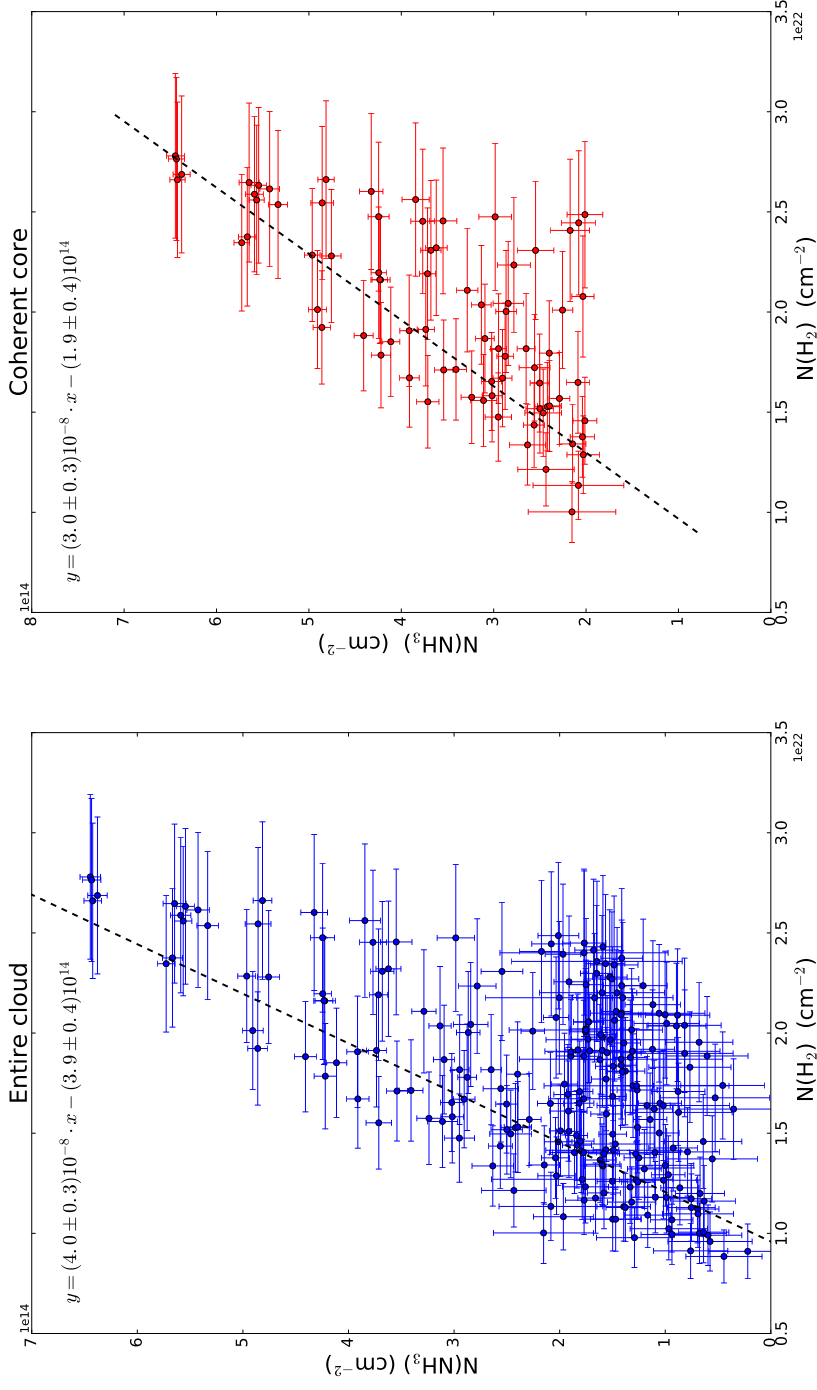 Entire cloud
1e14
y = (4.0 ± 0.3)10⁻⁸ · x − (3.9 ± 0.4)10¹⁴
7
6
5
4
3
2
1
0
N(NH₃) (cm⁻²)
0.5
1.0
1.5
2.0
2.5
3.0
3.5
1e22
N(H₂) (cm⁻²)
Coherent core
1e14
y = (3.0 ± 0.3)10⁻⁸ · x − (1.9 ± 0.4)10¹⁴
8
7
6
5
4
3
2
1
0
N(NH₃) (cm⁻²)
0.5
1.0
1.5
2.0
2.5
3.0
3.5
1e22
N(H₂) (cm⁻²)